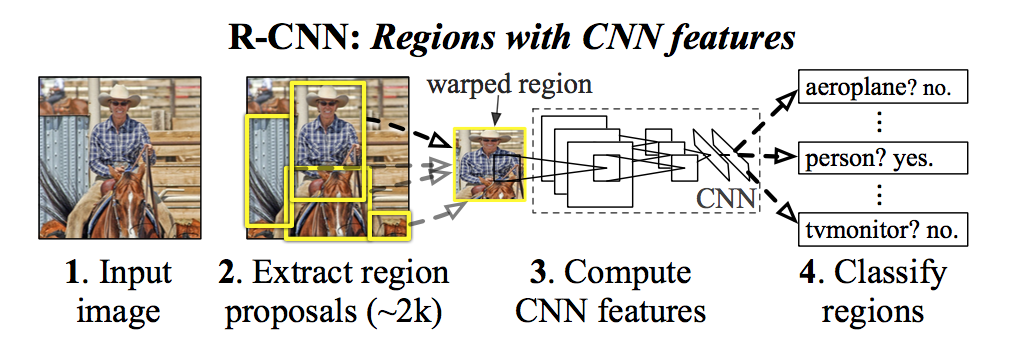 R-CNN: Regions with CNN features
warped region
aeroplane? no.
person? yes.
tvmonitor? no.
CNN
1. Input
image
2. Extract region
proposals (~2k)
3. Compute
CNN features
4. Classify
regions